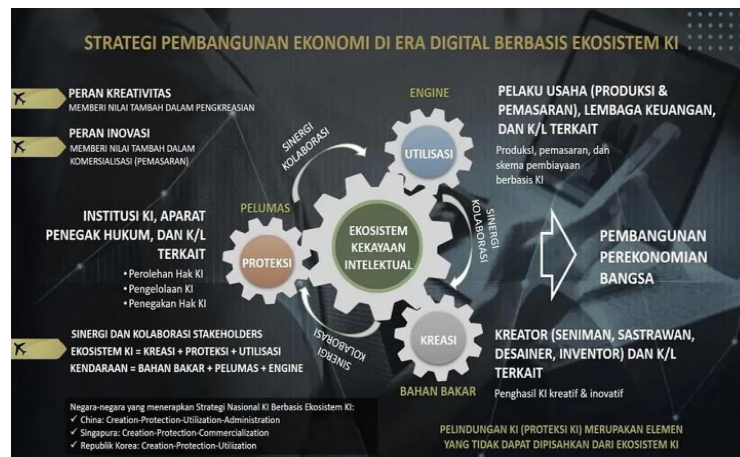 STRATEGI PEMBANGUNAN EKONOMI DI ERA DIGITAL BERBASIS EKOSISTEM KI
PERAN KREATIVITAS
MEMBERI NILAI TAMBAH DALAM PENGKREASIAN
PERAN INOVASI
MEMBERI NILAI TAMBAH DALAM
KOMERSIALISASI (PEMASARAN)
ENGINE
UTILISASI
PELAKU USAHA (PRODUKSI &
PEMASARAN), LEMBAGA KEUANGAN,
DAN K/L TERKAIT
Produksi, pemasaran, dan
skema pembiayaan
berbasis KI
SINERGI
KOLABORASI
PELUMAS
PROTEKSI
INSTITUSI KI, APARAT
PENEGAK HUKUM, DAN K/L
TERKAIT
• Perolehan Hak KI
• Pengelolaan KI
• Penegakan Hak KI
EKOSISTEM
KEKAYAAN
INTELEKTUAL
SINERGI
KOLABORASI
PEMBANGUNAN
PEREKONOMIAN
BANGSA
SINERGI
KOLABORASI
KREASI
BAHAN BAKAR
KREATOR (SENIMAN, SASTRAWAN,
DESAINER, INVENTOR) DAN K/L
TERKAIT
Penghasil KI kreatif & inovatif
SINERGI DAN KOLABORASI STAKEHOLDERS
EKOSISTEM KI = KREASI + PROTEKSI + UTILISASI
KENDARAAN = BAHAN BAKAR + PELUMAS + ENGINE
Negara-negara yang menerapkan Strategi Nasional KI Berbasis Ekosistem KI:
✓ China: Creation-Protection-Utilization-Administration
✓ Singapura: Creation-Protection-Commercialization
✓ Republik Korea: Creation-Protection-Utilization
PELINDUNGAN KI (PROTEKSI KI) MERUPAKAN ELEMEN
YANG TIDAK DAPAT DIPISAHKAN DARI EKOSISTEM KI